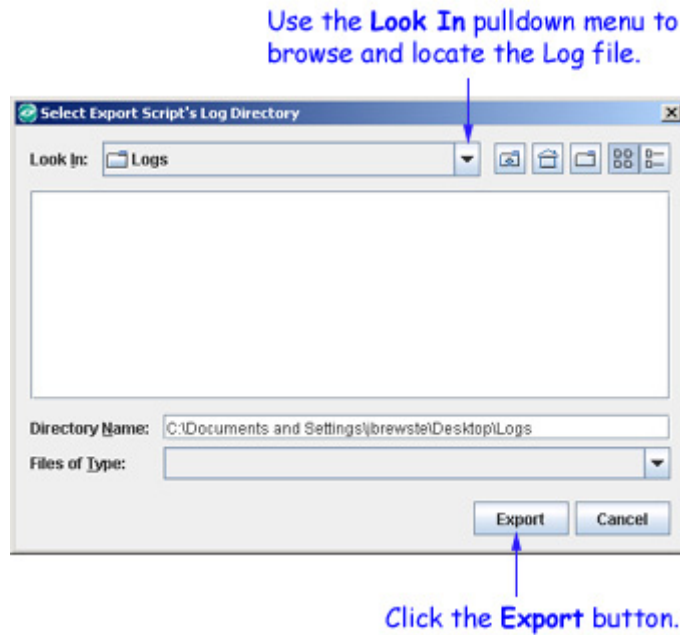 Use the Look In pulldown menu to
browse and locate the Log file.
Select Export Script's Log Directory
Look In: Logs
Directory Name: C:\Documents and Settings\jbrewste\Desktop\Logs
Files of Type:
Export Cancel
Click the Export button.